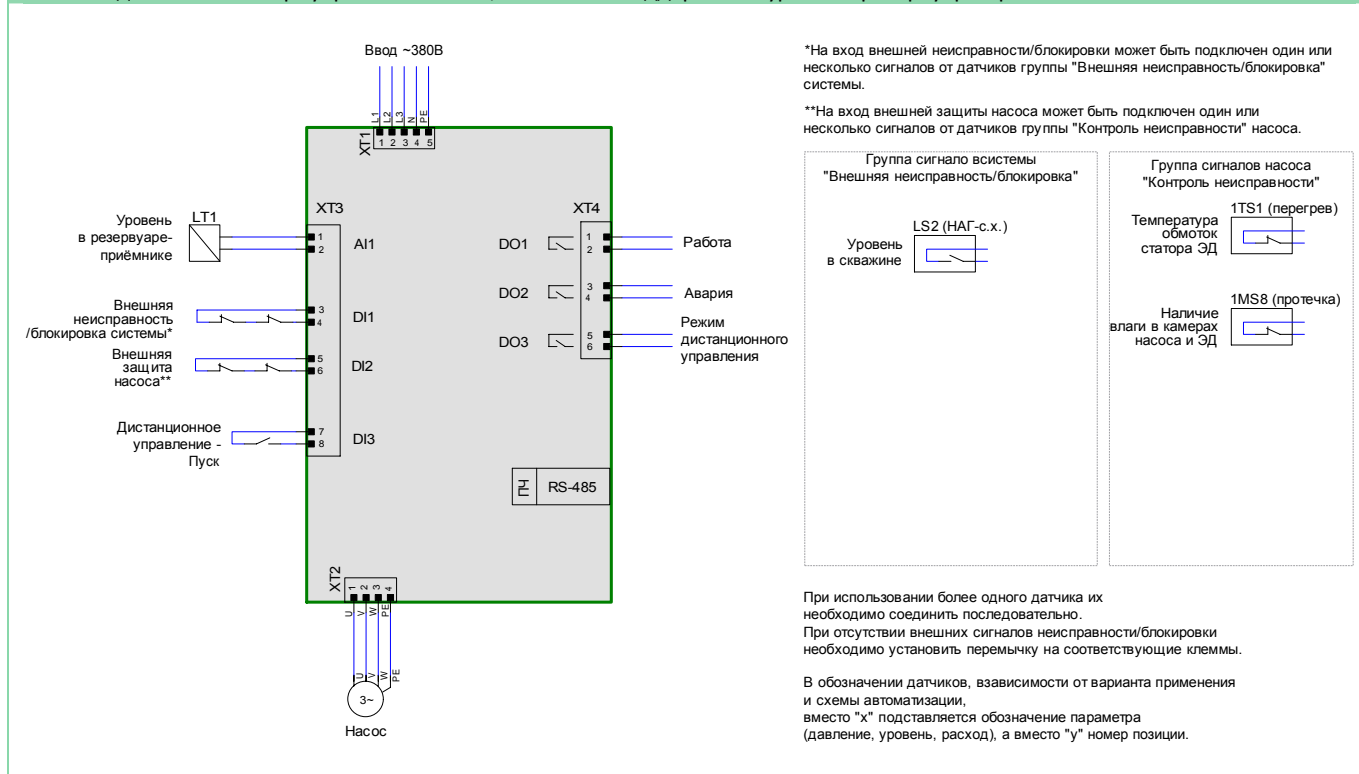 Ввод ~380В
L1
L2
L3
N
PE
XT1
1 2 3 4 5
Уровень
в резервуаре-
приёмнике
LT1
XT3
1
2
AI1
Внешняя
неисправность
/блокировка системы*
3
4
DI1
Внешняя
защита
насоса**
5
6
DI2
Дистанционное
управление -
Пуск
7
8
DI3
XT4
DO1
1
2
Работа
DO2
3
4
Авария
DO3
5
6
Режим
дистанционного
управления
ПЧ
RS-485
XT2
1
2
3
4
U
V
W
PE
U
V
W
PE
3~
Насос
*На вход внешней неисправности/блокировки может быть подключен один или
несколько сигналов от датчиков группы "Внешняя неисправность/блокировка"
системы.
**На вход внешней защиты насоса может быть подключен один или
несколько сигналов от датчиков группы "Контроль неисправности" насоса.
Группа сигнало всистемы
"Внешняя неисправность/блокировка"
LS2 (НАГ-с.х.)
Уровень
в скважине
Группа сигналов насоса
"Контроль неисправности"
1TS1 (перегрев)
Температура
обмоток
статора ЭД
1MS8 (протечка)
Наличие
влаги в камерах
насоса и ЭД
При использовании более одного датчика их
необходимо соединить последовательно.
При отсутствии внешних сигналов неисправности/блокировки
необходимо установить перемычку на соответствующие клеммы.
В обозначении датчиков, взависимости от варианта применения
и схемы автоматизации,
вместо "x" подставляется обозначение параметра
(давление, уровень, расход), а вместо "y" номер позиции.